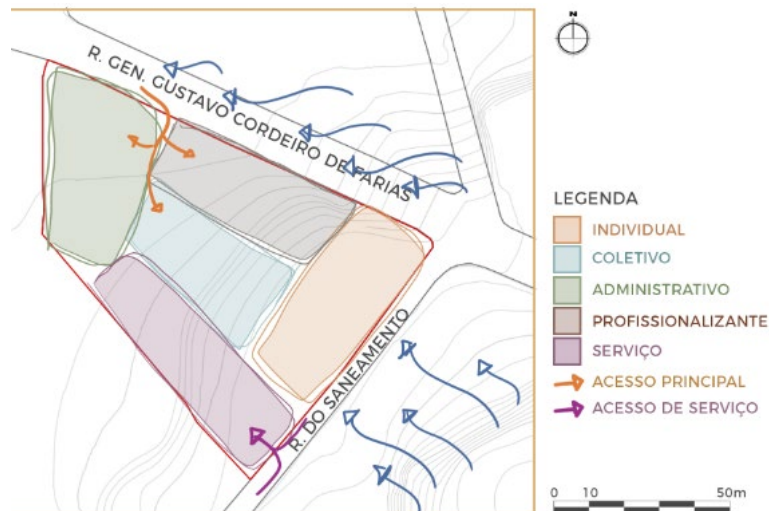 N
R. GEN. GUSTAVO CORDEIRO DE FARIAS
R. DO SANEAMENTO
LEGENDA
INDIVIDUAL
COLETIVO
ADMINISTRATIVO
PROFISSIONALIZANTE
SERVIÇO
ACESSO PRINCIPAL
ACESSO DE SERVIÇO
0 10 50m